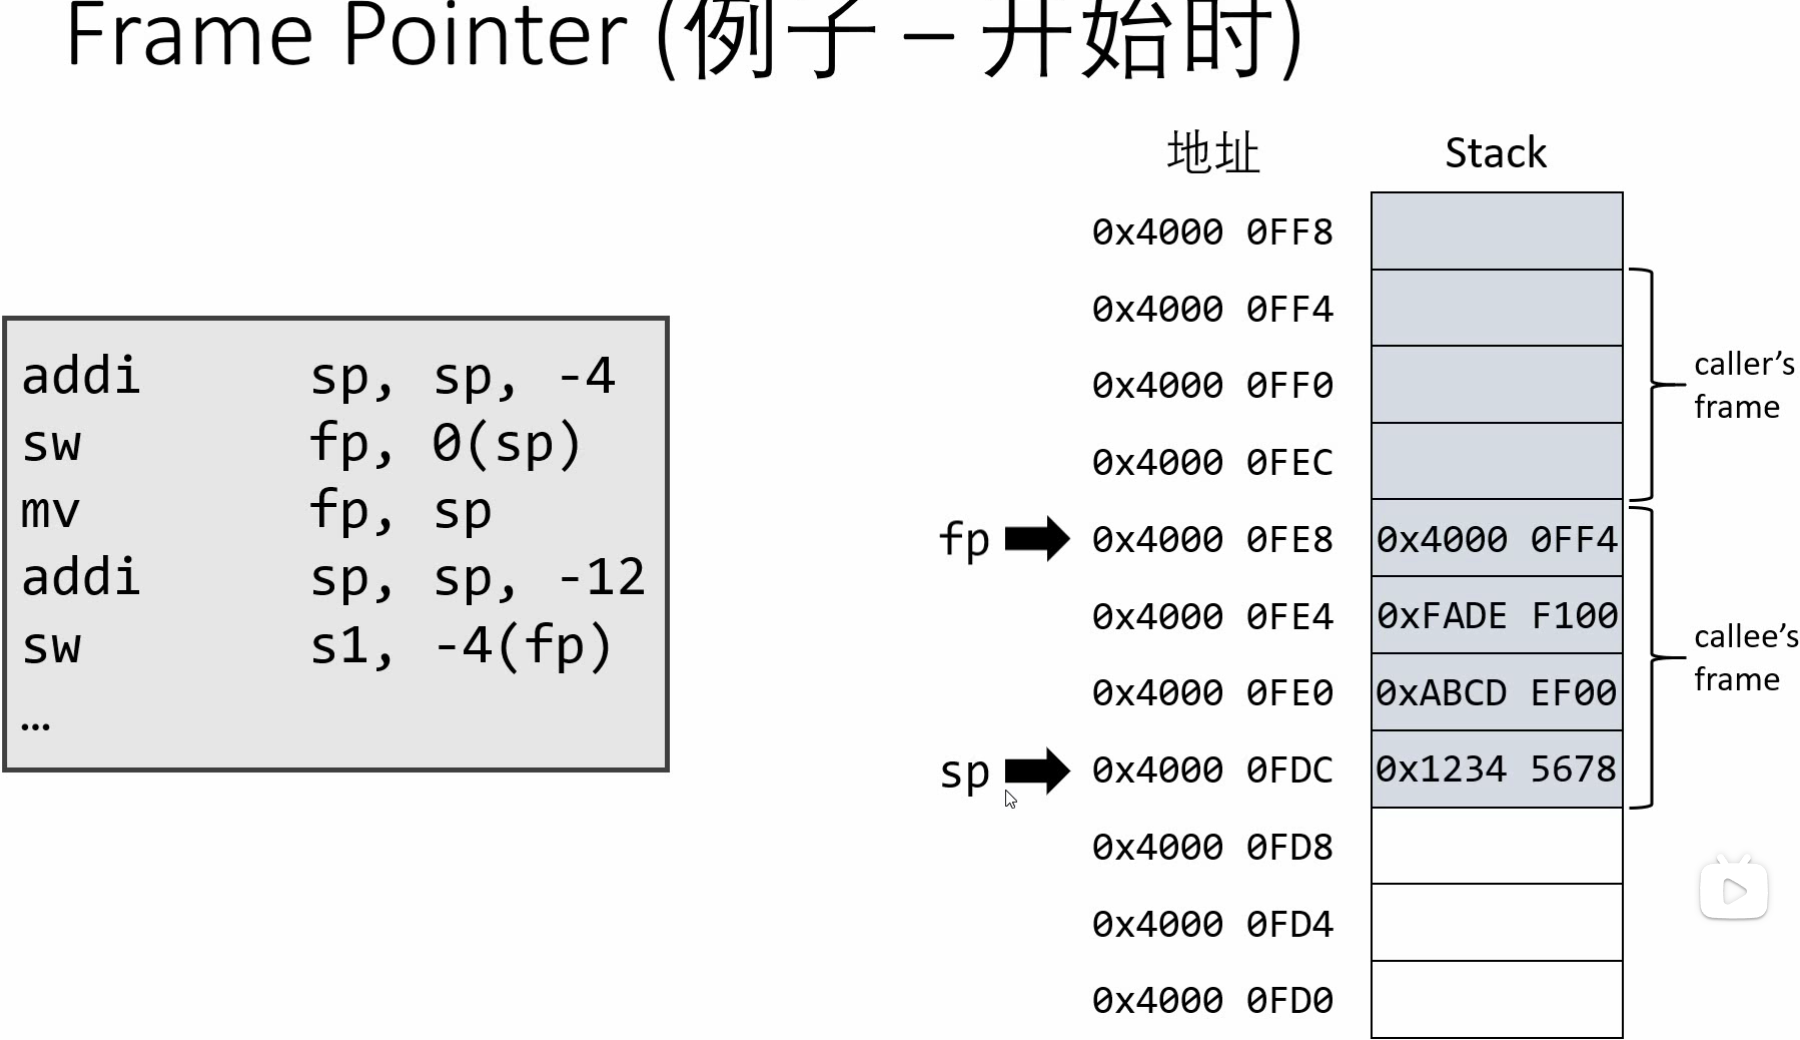 Frame Pointer (例子 – 开始时)
地址 Stack
addi sp, sp, -4
sw fp, 0(sp)
mv fp, sp
addi sp, sp, -12
sw s1, -4(fp)
…
0x4000 0FF8
0x4000 0FF4
0x4000 0FF0
0x4000 0FEC
fp 0x4000 0FE8 0x4000 0FF4
0x4000 0FE4 0xFADE F100
0x4000 0FE0 0xABCD EF00
sp 0x4000 0FDC 0x1234 5678
0x4000 0FD8
0x4000 0FD4
0x4000 0FD0
caller's
frame
callee's
frame